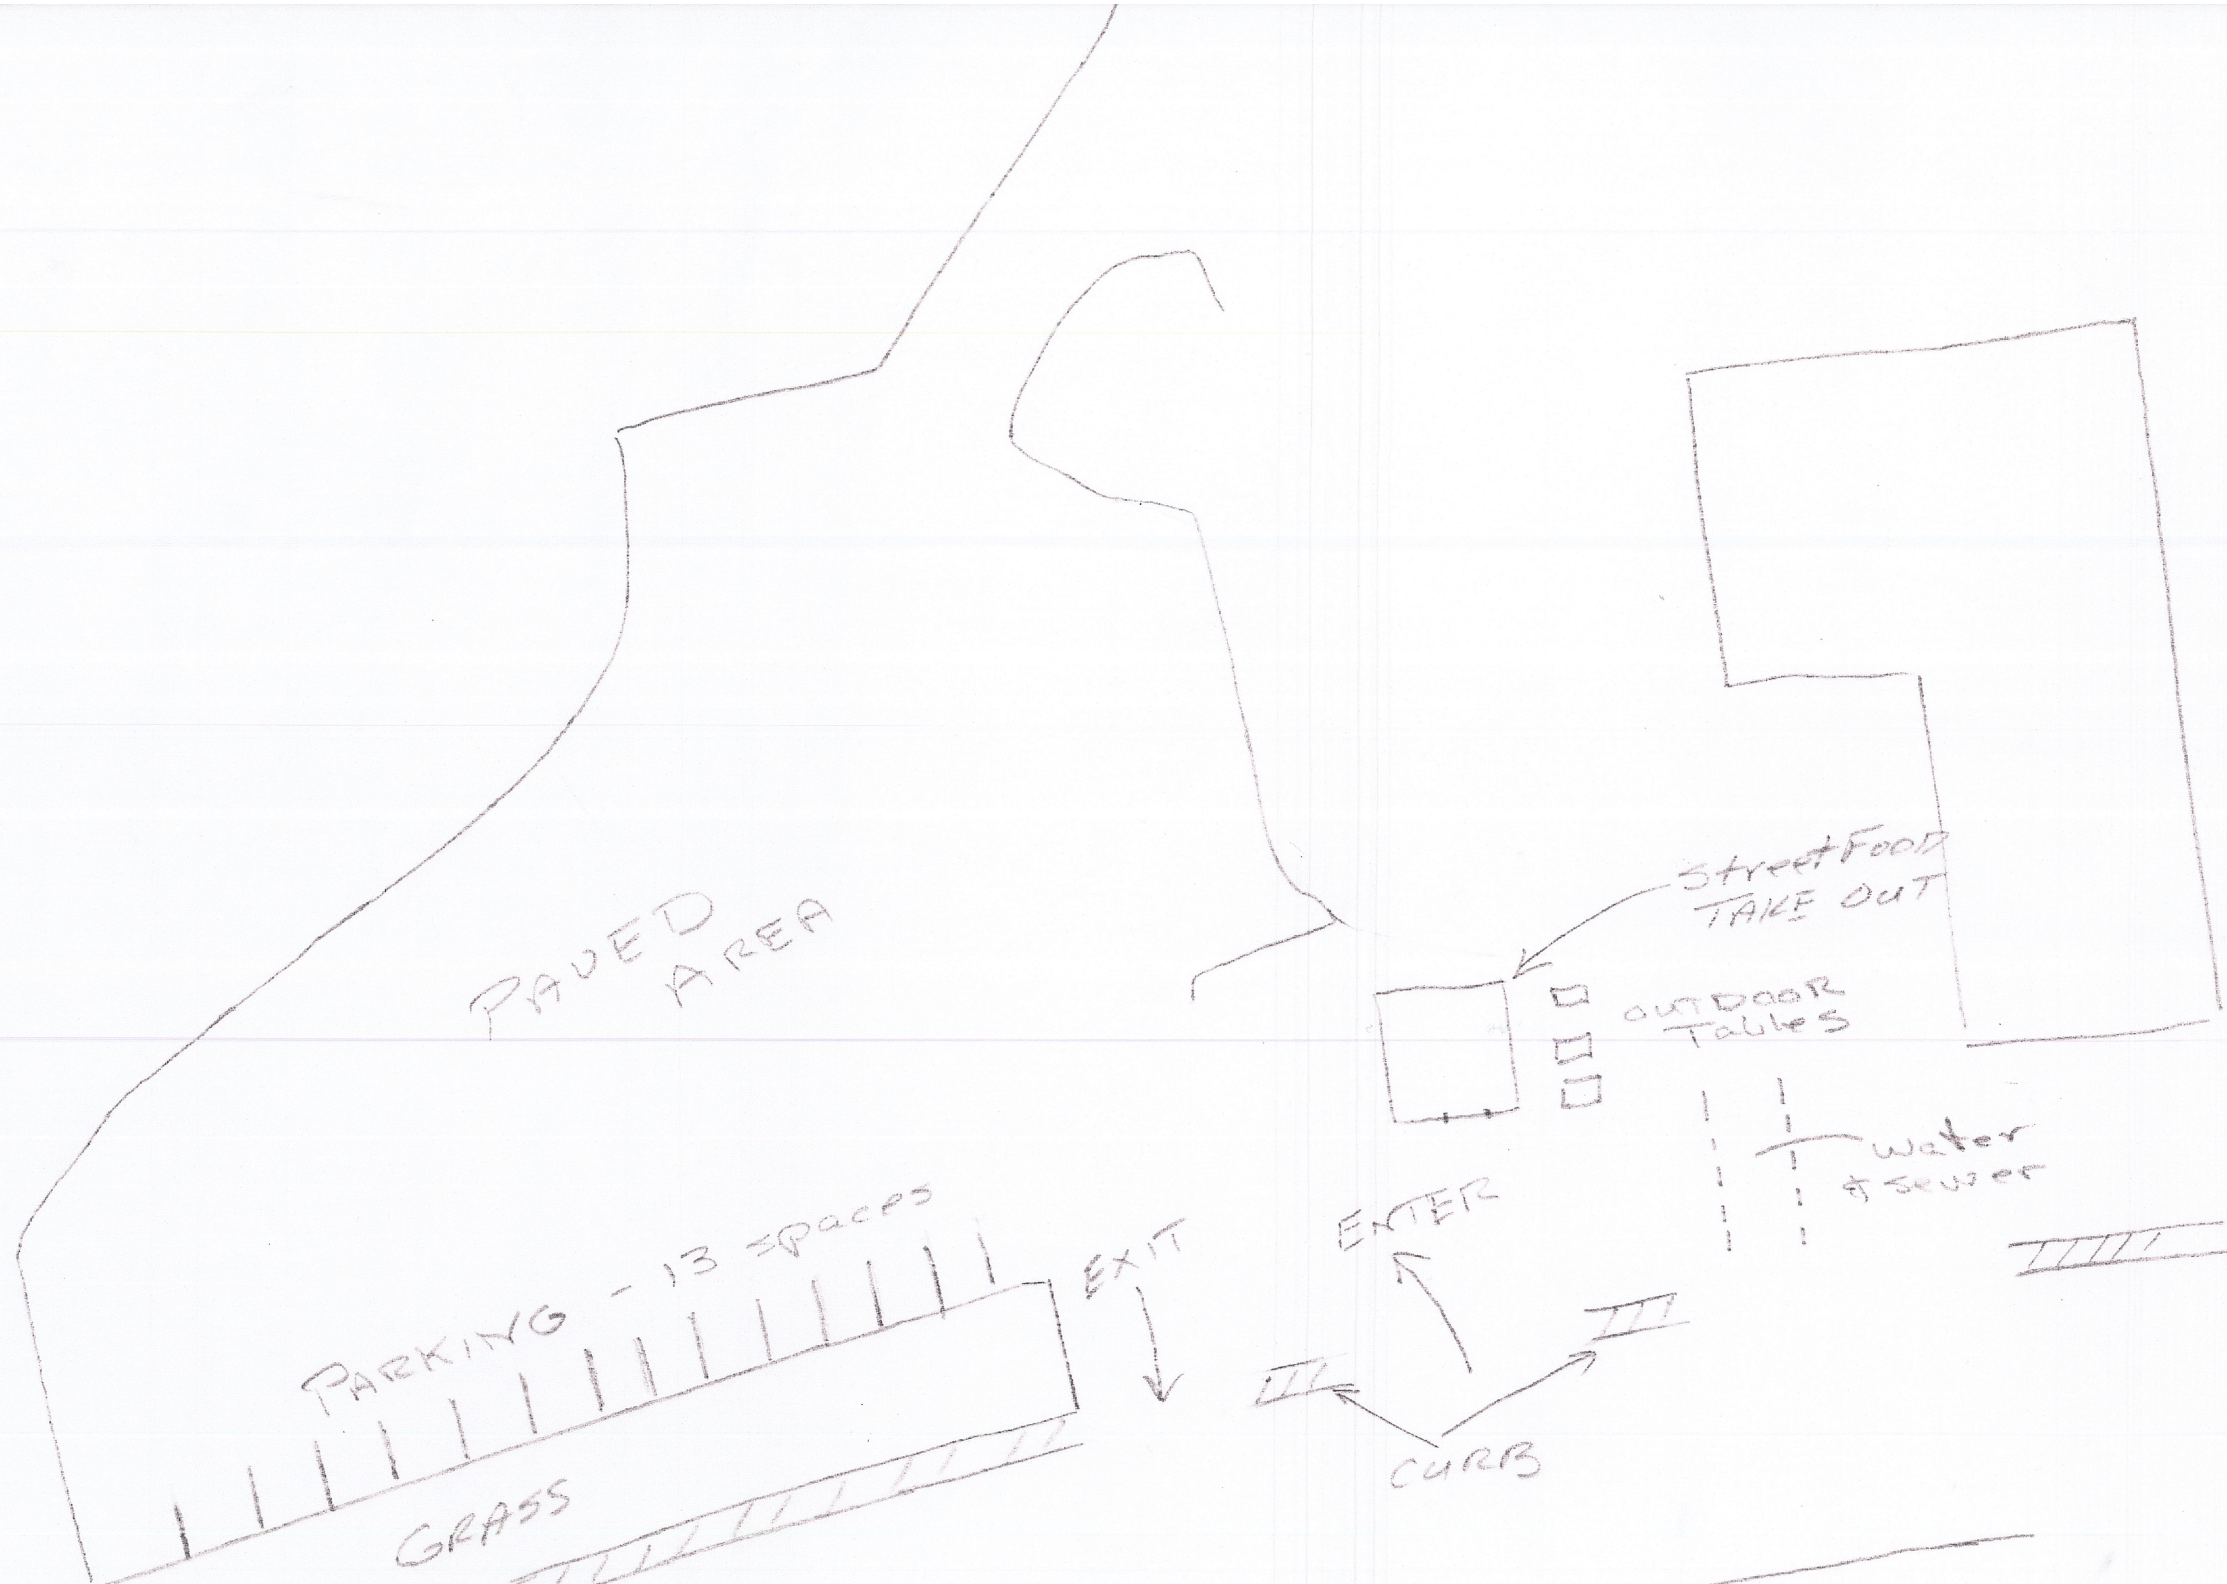 Street FOOD
TAKE OUT
PAVED
AREA
OUTDOOR
Tables
water
& sewer
PARKING - 13 spaces
EXIT
ENTER
GRASS
CURB